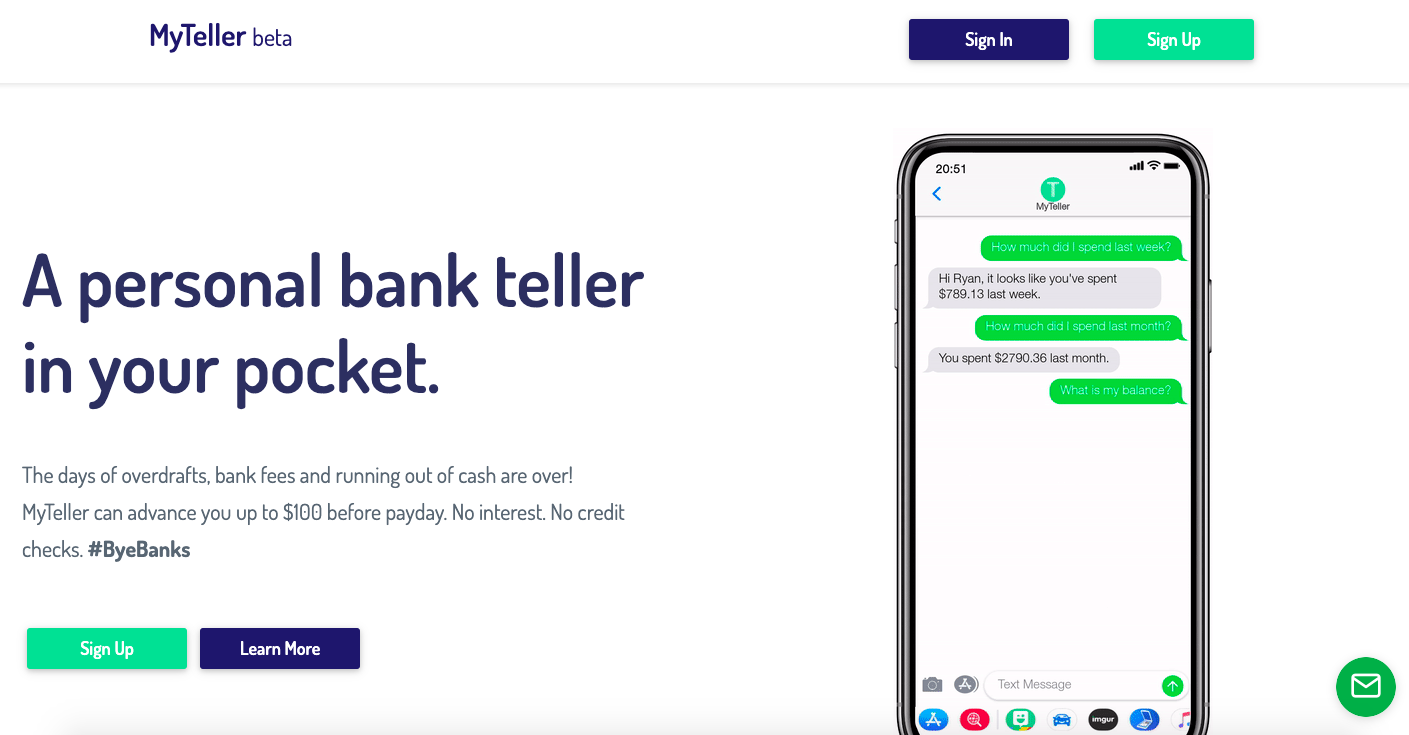 MyTeller beta
Sign In
Sign Up
A personal bank teller
in your pocket.
The days of overdrafts, bank fees and running out of cash are over!
MyTeller can advance you up to $100 before payday. No interest. No credit
checks. #ByeBanks
Sign Up
Learn More
20:51
T
MyTeller
How much did I spend last week?
Hi Ryan, it looks like you've spent
$789.13 last week.
How much did I spend last month?
You spent $2790.36 last month.
What is my balance?
Text Message
imgur